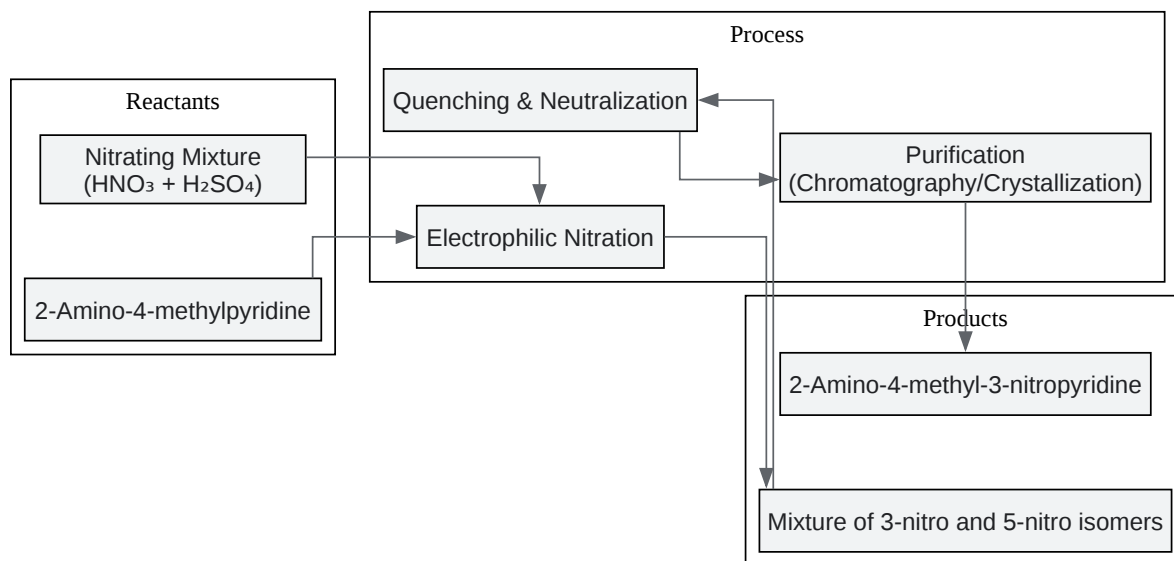 Process
Reactants
Quenching & Neutralization
Nitrating Mixture
(HNO₃ + H₂SO₄)
Purification
(Chromatography/Crystallization)
Electrophilic Nitration
2-Amino-4-methylpyridine
Products
2-Amino-4-methyl-3-nitropyridine
Mixture of 3-nitro and 5-nitro isomers